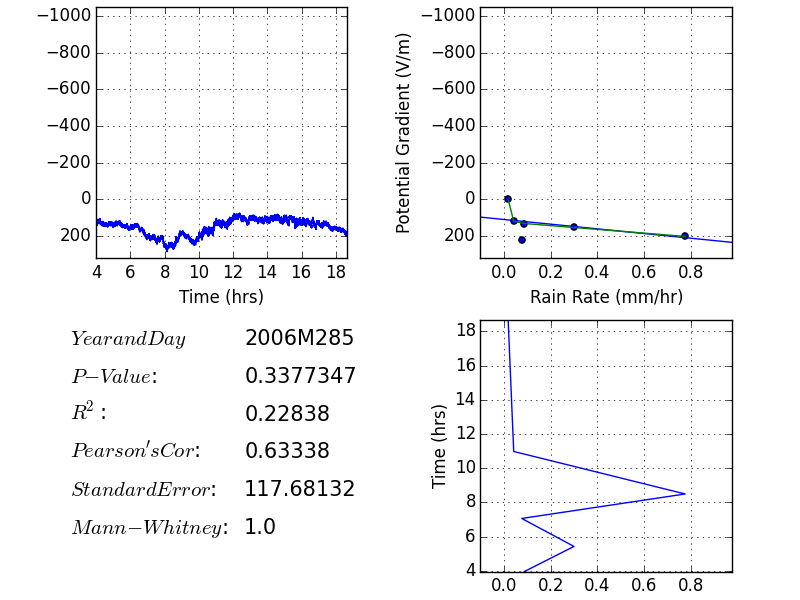 −1000
−800
−600
−400
−200
0
200
4 6 8 10 12 14 16 18
Time (hrs)
Potential Gradient (V/m)
−1000
−800
−600
−400
−200
0
200
0.0 0.2 0.4 0.6 0.8
Rain Rate (mm/hr)
YearandDay 2006M285
P−Value: 0.3377347
R²: 0.22838
Pearson'sCor: 0.63338
StandardError: 117.68132
Mann−Whitney: 1.0
Time (hrs)
18
16
14
12
10
8
6
4
0.0 0.2 0.4 0.6 0.8